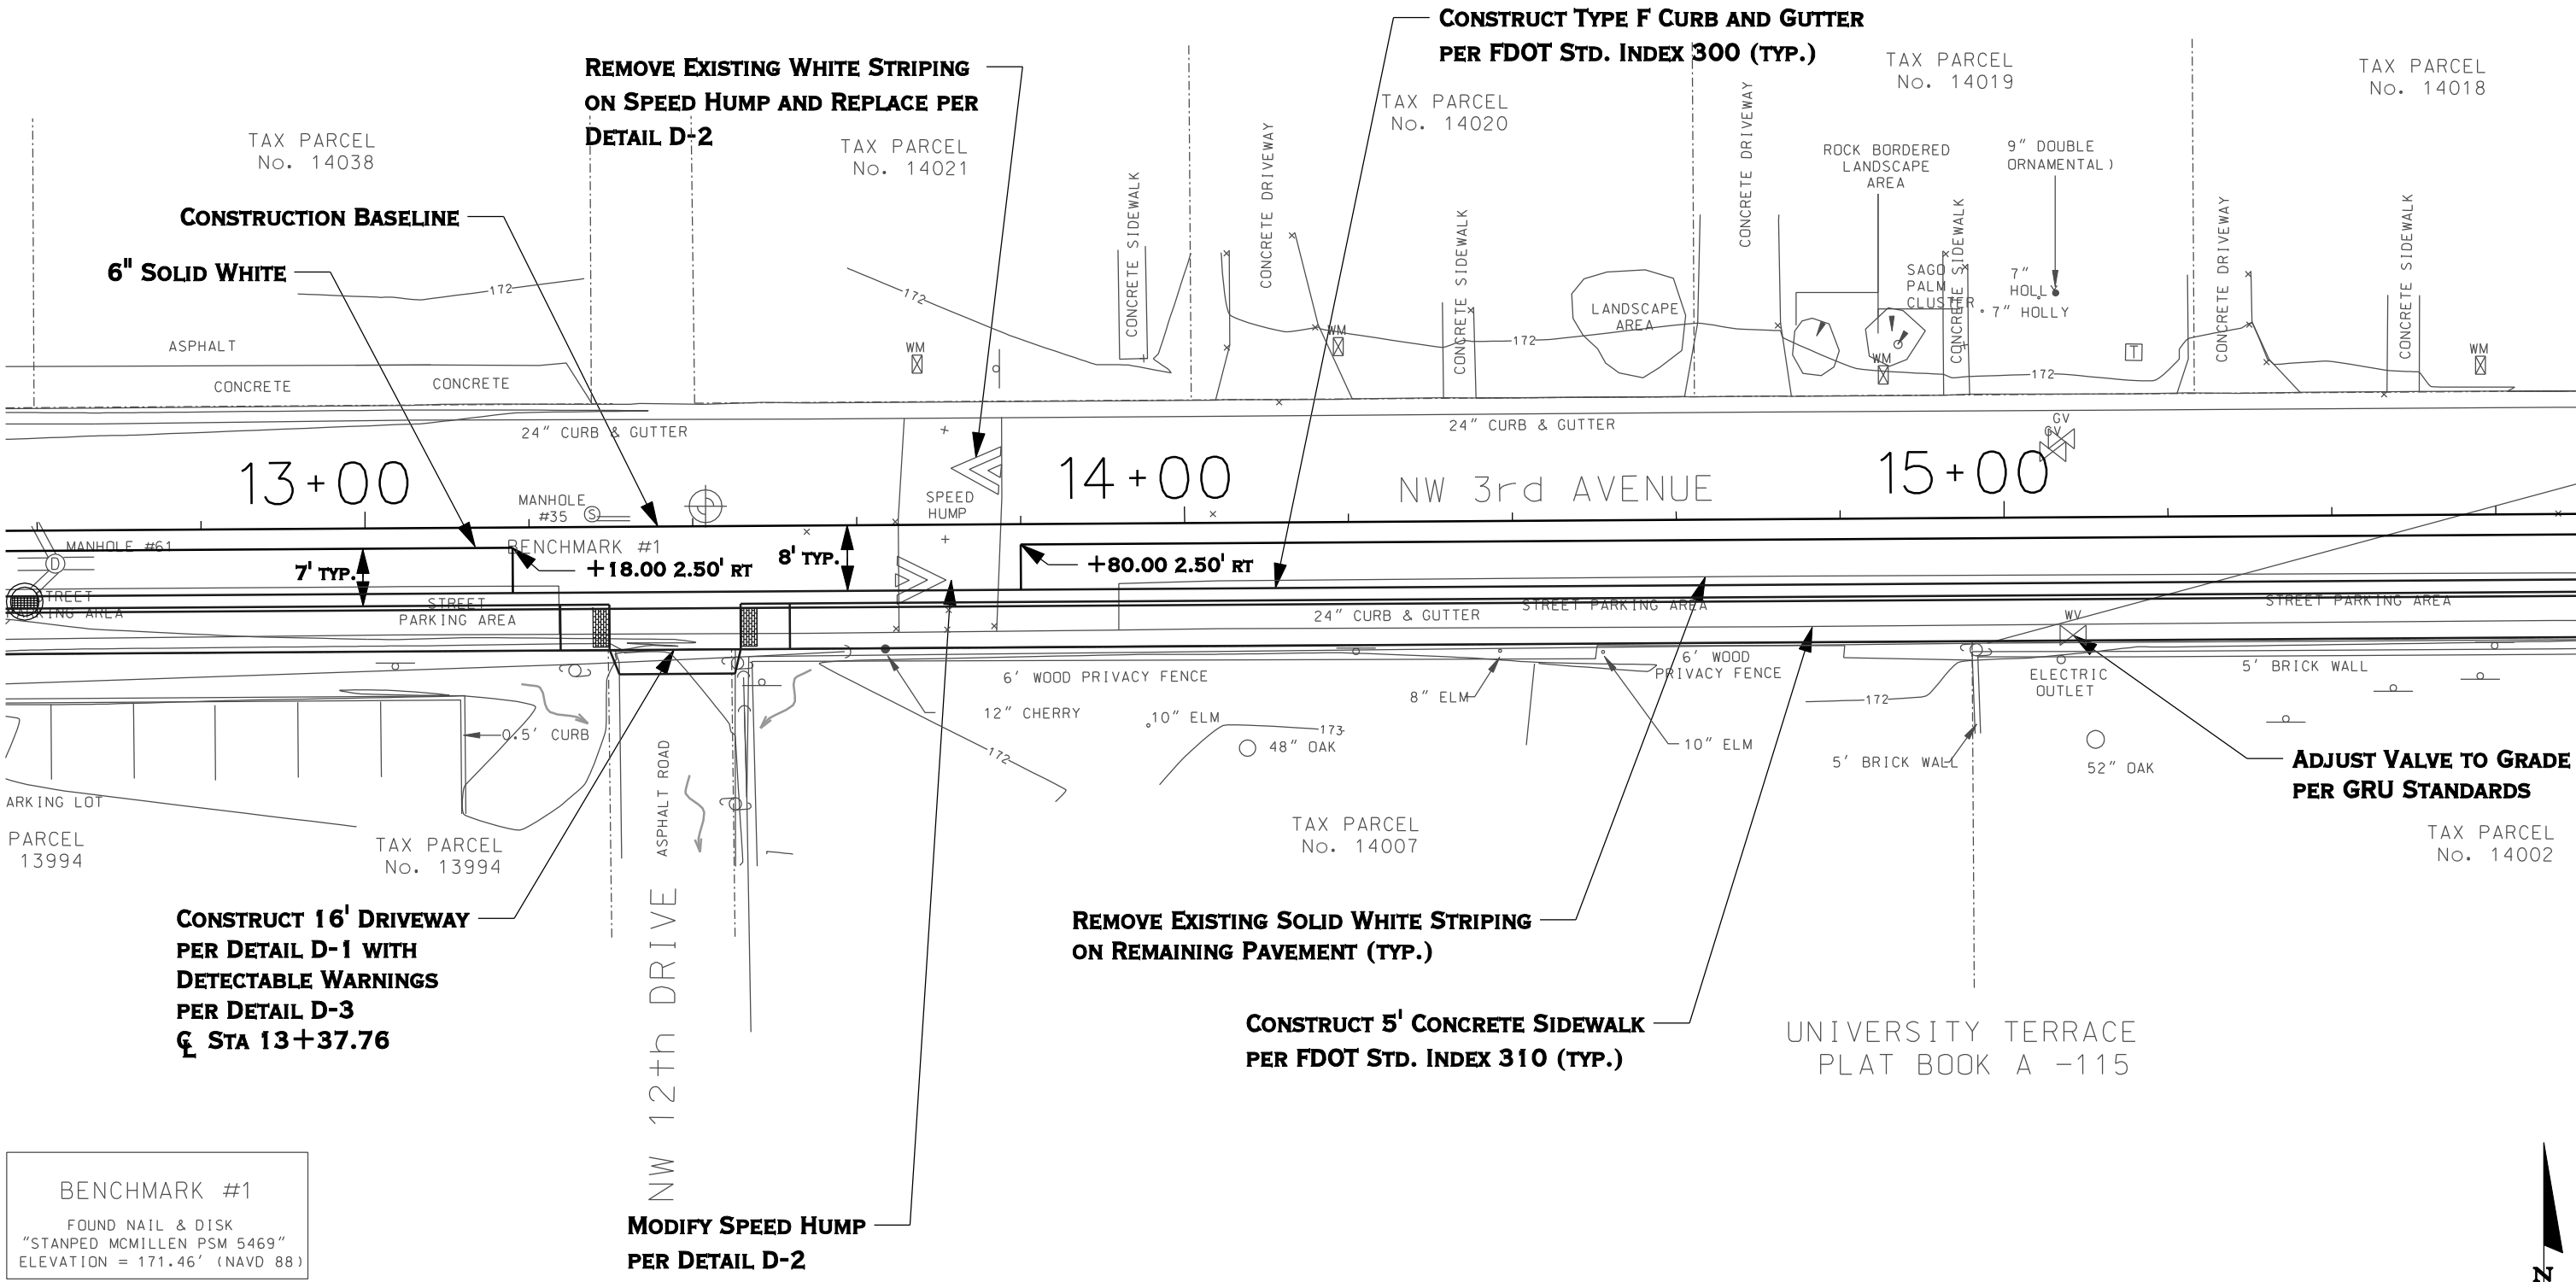 CONSTRUCT TYPE F CURB AND GUTTER
PER FDOT STD. INDEX 300 (TYP.)
REMOVE EXISTING WHITE STRIPING
ON SPEED HUMP AND REPLACE PER
DETAIL D-2
TAX PARCEL
No. 14038
TAX PARCEL
No. 14021
TAX PARCEL
No. 14020
TAX PARCEL
No. 14019
TAX PARCEL
No. 14018
CONSTRUCTION BASELINE
6" SOLID WHITE
172
ASPHALT
CONCRETE
CONCRETE
172
WM
CONCRETE SIDEWALK
CONCRETE DRIVEWAY
WM
CONCRETE SIDEWALK
172
LANDSCAPE
AREA
CONCRETE DRIVEWAY
ROCK BORDERED
LANDSCAPE
AREA
9" DOUBLE
ORNAMENTAL)
SAGO
PALM
CLUSTER
CONCRETE SIDEWALK
7"
HOLLY
7" HOLLY
WM
172
T
CONCRETE DRIVEWAY
CONCRETE SIDEWALK
WM
24" CURB & GUTTER
24" CURB & GUTTER
GV
GV
13+00
14+00
15+00
NW 3rd AVENUE
MANHOLE
#35
S
SPEED
HUMP
MANHOLE #61
D
BENCHMARK #1
7' TYP.
+18.00 2.50' RT
8' TYP.
+80.00 2.50' RT
STREET
PARKING AREA
STREET
PARKING AREA
24" CURB & GUTTER
STREET PARKING AREA
STREET PARKING AREA
WV
6' WOOD PRIVACY FENCE
6' WOOD
PRIVACY FENCE
5' BRICK WALL
ELECTRIC
OUTLET
0.5' CURB
12" CHERRY
10" ELM
173
48" OAK
8" ELM
10" ELM
172
172
5' BRICK WALL
52" OAK
ADJUST VALVE TO GRADE
PER GRU STANDARDS
ARKING LOT
PARCEL
13994
TAX PARCEL
No. 13994
ASPHALT ROAD
TAX PARCEL
No. 14007
TAX PARCEL
No. 14002
CONSTRUCT 16' DRIVEWAY
PER DETAIL D-1 WITH
DETECTABLE WARNINGS
PER DETAIL D-3
℄ STA 13+37.76
NW 12th DRIVE
REMOVE EXISTING SOLID WHITE STRIPING
ON REMAINING PAVEMENT (TYP.)
CONSTRUCT 5' CONCRETE SIDEWALK
PER FDOT STD. INDEX 310 (TYP.)
UNIVERSITY TERRACE
PLAT BOOK A -115
BENCHMARK #1
FOUND NAIL & DISK
"STANPED MCMILLEN PSM 5469"
ELEVATION = 171.46' (NAVD 88)
MODIFY SPEED HUMP
PER DETAIL D-2
N